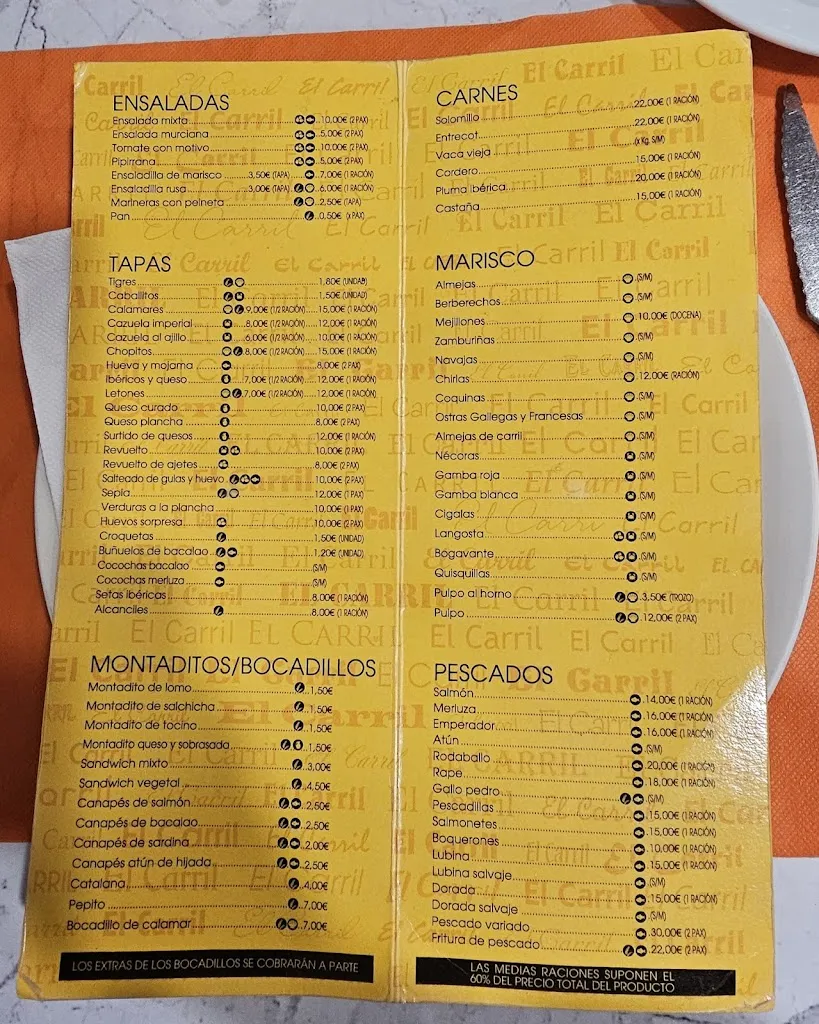 ENSALADAS
Ensalada mixta 10,00€ (2 PAX)
Ensalada murciana 5,00€ (2 PAX)
Tomate con motivo 10,00€ (2 PAX)
Pipirrana 5,00€ (2 PAX)
Ensaladilla de marisco 3,50€ (TAPA) 7,00€ (1 RACIÓN)
Ensaladilla rusa 3,00€ (TAPA) 6,00€ (1 RACIÓN)
Marineras con peineta 2,50€ (TAPA)
Pan 0,50€ (x PAX)
TAPAS
Tigres 1,80€ (UNIDAD)
Caballitos 1,50€ (UNIDAD)
Calamares 9,00€ (1/2 RACIÓN) 15,00€ (1 RACIÓN)
Cazuela imperial 8,00€ (1/2 RACIÓN) 12,00€ (1 RACIÓN)
Cazuela al ajillo 6,00€ (1/2 RACIÓN) 10,00€ (1 RACIÓN)
Chopitos 8,00€ (1/2 RACIÓN) 15,00€ (1 RACIÓN)
Hueva y mojama 8,00€ (2 PAX)
Ibéricos y queso 7,00€ (1/2 RACIÓN) 12,00€ (1 RACIÓN)
Letones 7,00€ (1/2 RACIÓN) 12,00€ (1 RACIÓN)
Queso curado 10,00€ (2 PAX)
Queso plancha 8,00€ (2 PAX)
Surtido de quesos 12,00€ (1 RACIÓN)
Revuelto 10,00€ (2 PAX)
Revuelto de ajetes 8,00€ (2 PAX)
Salteado de gulas y huevo 10,00€ (2 PAX)
Sepia 12,00€ (1 PAX)
Verduras a la plancha 10,00€ (1 PAX)
Huevos sorpresa 10,00€ (2 PAX)
Croquetas 1,50€ (UNIDAD)
Buñuelos de bacalao 1,20€ (UNIDAD)
Cocochas bacalao (S/M)
Cocochas merluza (S/M)
Setas Ibéricas 8,00€ (1 RACIÓN)
Alcanciles 8,00€ (1 RACIÓN)
MONTADITOS/BOCADILLOS
Montadito de lomo 1,50€
Montadito de salchicha 1,50€
Montadito de tocino 1,50€
Montadito queso y sobrasada 1,50€
Sandwich mixto 3,00€
Sandwich vegetal 4,50€
Canapés de salmón 2,50€
Canapés de bacalao 2,50€
Canapés de sardina 2,00€
Canapés atún de hijada 2,50€
Catalana 4,00€
Pepito 7,00€
Bocadillo de calamar 7,00€
LOS EXTRAS DE LOS BOCADILLOS SE COBRARÁN A PARTE
CARNES
Solomillo 22,00€ (1 RACIÓN)
Entrecot 22,00€ (1 RACIÓN)
Vaca vieja (x Kg. S/M)
Cordero 15,00€ (1 RACIÓN)
Pluma ibérica 20,00€ (1 RACIÓN)
Castaña 15,00€ (1 RACIÓN)
MARISCO
Almejas (S/M)
Berberechos (S/M)
Mejillones 10,00€ (DOCENA)
Zamburiñas (S/M)
Navajas (S/M)
Chirlas 12,00€ (RACIÓN)
Coquinas (S/M)
Ostras Gallegas y Francesas (S/M)
Almejas de carril (S/M)
Nécoras (S/M)
Gamba roja (S/M)
Gamba blanca (S/M)
Cigalas (S/M)
Langosta (S/M)
Bogavante (S/M)
Quisquillas (S/M)
Pulpo al horno 3,50€ (TROZO)
Pulpo 12,00€ (2 PAX)
PESCADOS
Salmón 14,00€ (1 RACIÓN)
Merluza 16,00€ (1 RACIÓN)
Emperador 16,00€ (1 RACIÓN)
Atún (S/M)
Rodaballo 20,00€ (1 RACIÓN)
Rape 18,00€ (1 RACIÓN)
Gallo pedro (S/M)
Pescadillas 15,00€ (1 RACIÓN)
Salmonetes 15,00€ (1 RACIÓN)
Boquerones 10,00€ (1 RACIÓN)
Lubina 15,00€ (1 RACIÓN)
Lubina salvaje (S/M)
Dorada 15,00€ (1 RACIÓN)
Dorada salvaje (S/M)
Pescado variado 30,00€ (2 PAX)
Fritura de pescado 22,00€ (2 PAX)
LAS MEDIAS RACIONES SUPONEN EL
60% DEL PRECIO TOTAL DEL PRODUCTO